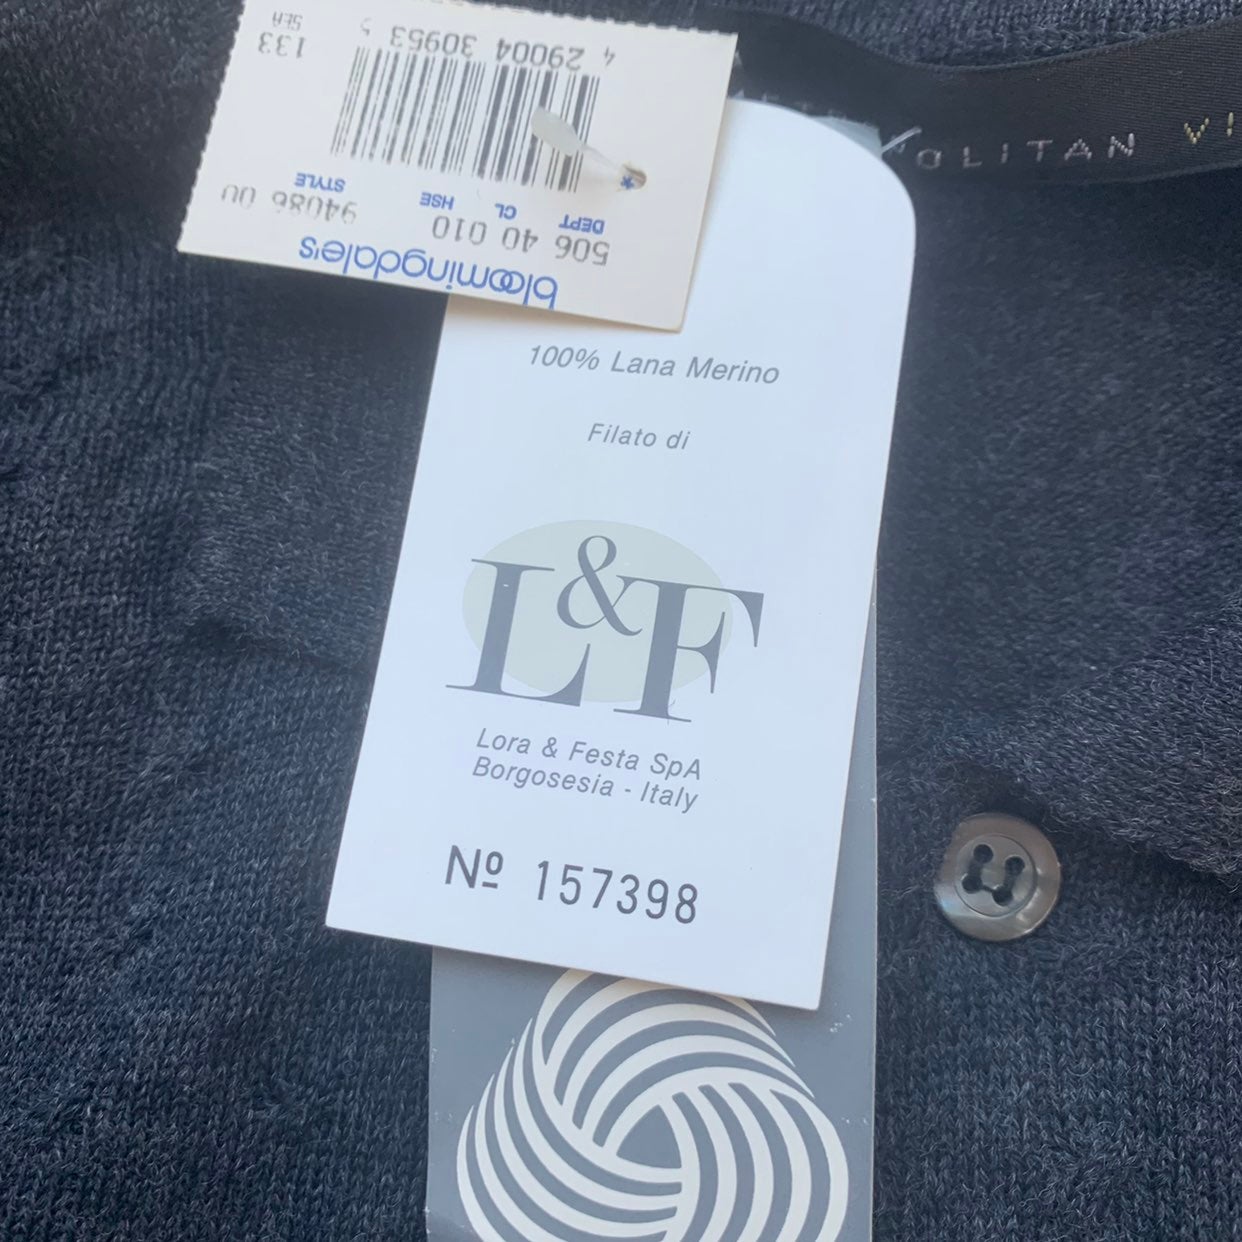 bloomingdale's
506 40 010 94086 00
DEPT CL HSE STYLE
4 29004 30953 5
133
SEA
OLITAN
100% Lana Merino
Filato di
L&F
Lora & Festa SpA
Borgosesia - Italy
Nº 157398